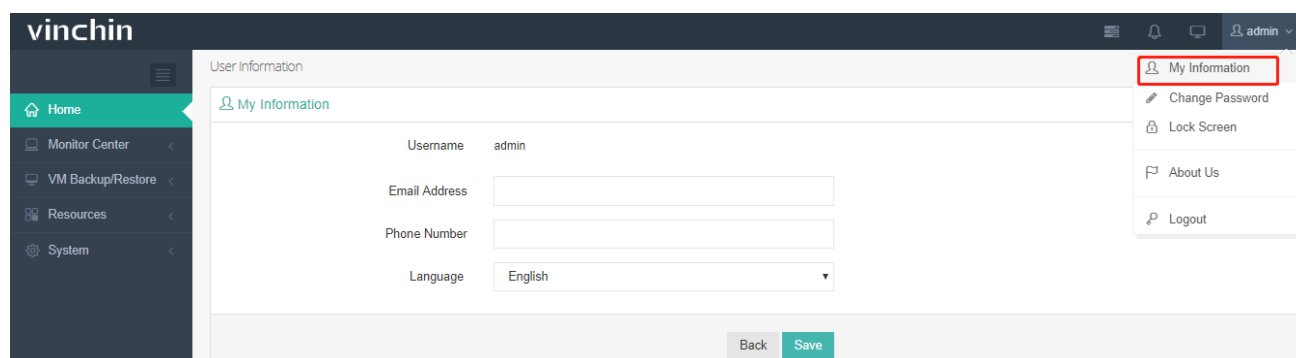 vinchin
admin
User Information
My Information
Home
My Information
Change Password
Lock Screen
About Us
Logout
Monitor Center
VM Backup/Restore
Resources
System
Username admin
Email Address
Phone Number
Language English
Back Save